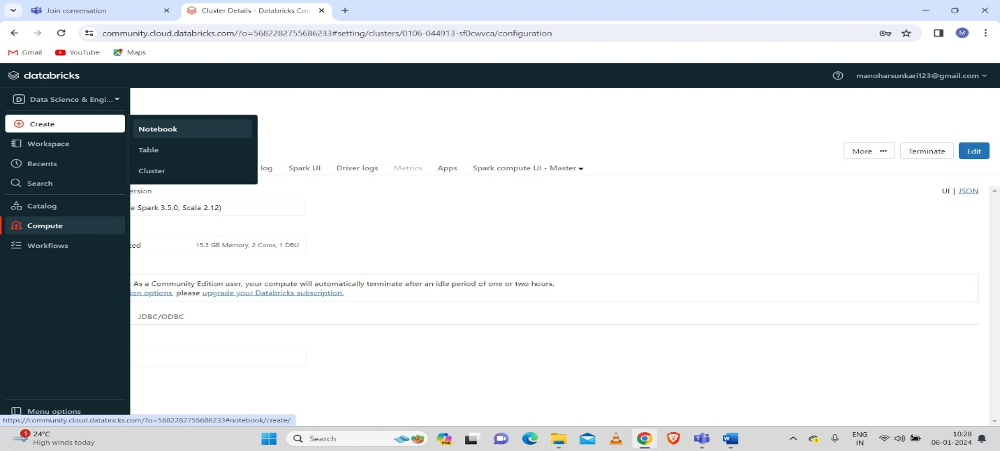 Join conversation
Cluster Details - Databricks Con
community.cloud.databricks.com/?o=5682282755686233#setting/clusters/0106-044913-sf0cwvca/configuration
M
Gmail YouTube Maps
databricks
manoharsunkari123@gmail.com
D Data Science & Engi...
Create
Notebook
Workspace
Table
More ... Terminate Edit
Recents
Cluster
log Spark UI Driver logs Metrics Apps Spark compute UI - Master
Search
ersion
UI | JSON
Catalog
e Spark 3.5.0, Scala 2.12)
Compute
Workflows
zed 15.3 GB Memory, 2 Cores, 1 DBU
As a Community Edition user, your compute will automatically terminate after an idle period of one or two hours.
ion options, please upgrade your Databricks subscription.
JDBC/ODBC
Menu options
https://community.cloud.databricks.com/?o=5682282755686233#notebook/create/
1 24°C
High winds today
Search
PRE
ENG
IN
10:28
06-01-2024